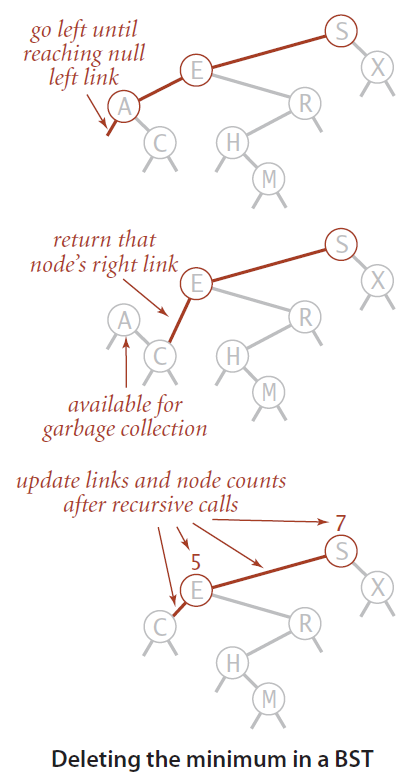 go left until
reaching null
left link
S
E
X
A
R
C
H
M
return that
node's right link
S
E
X
A
R
C
H
M
available for
garbage collection
update links and node counts
after recursive calls
7
S
5
E
X
C
R
H
M
Deleting the minimum in a BST